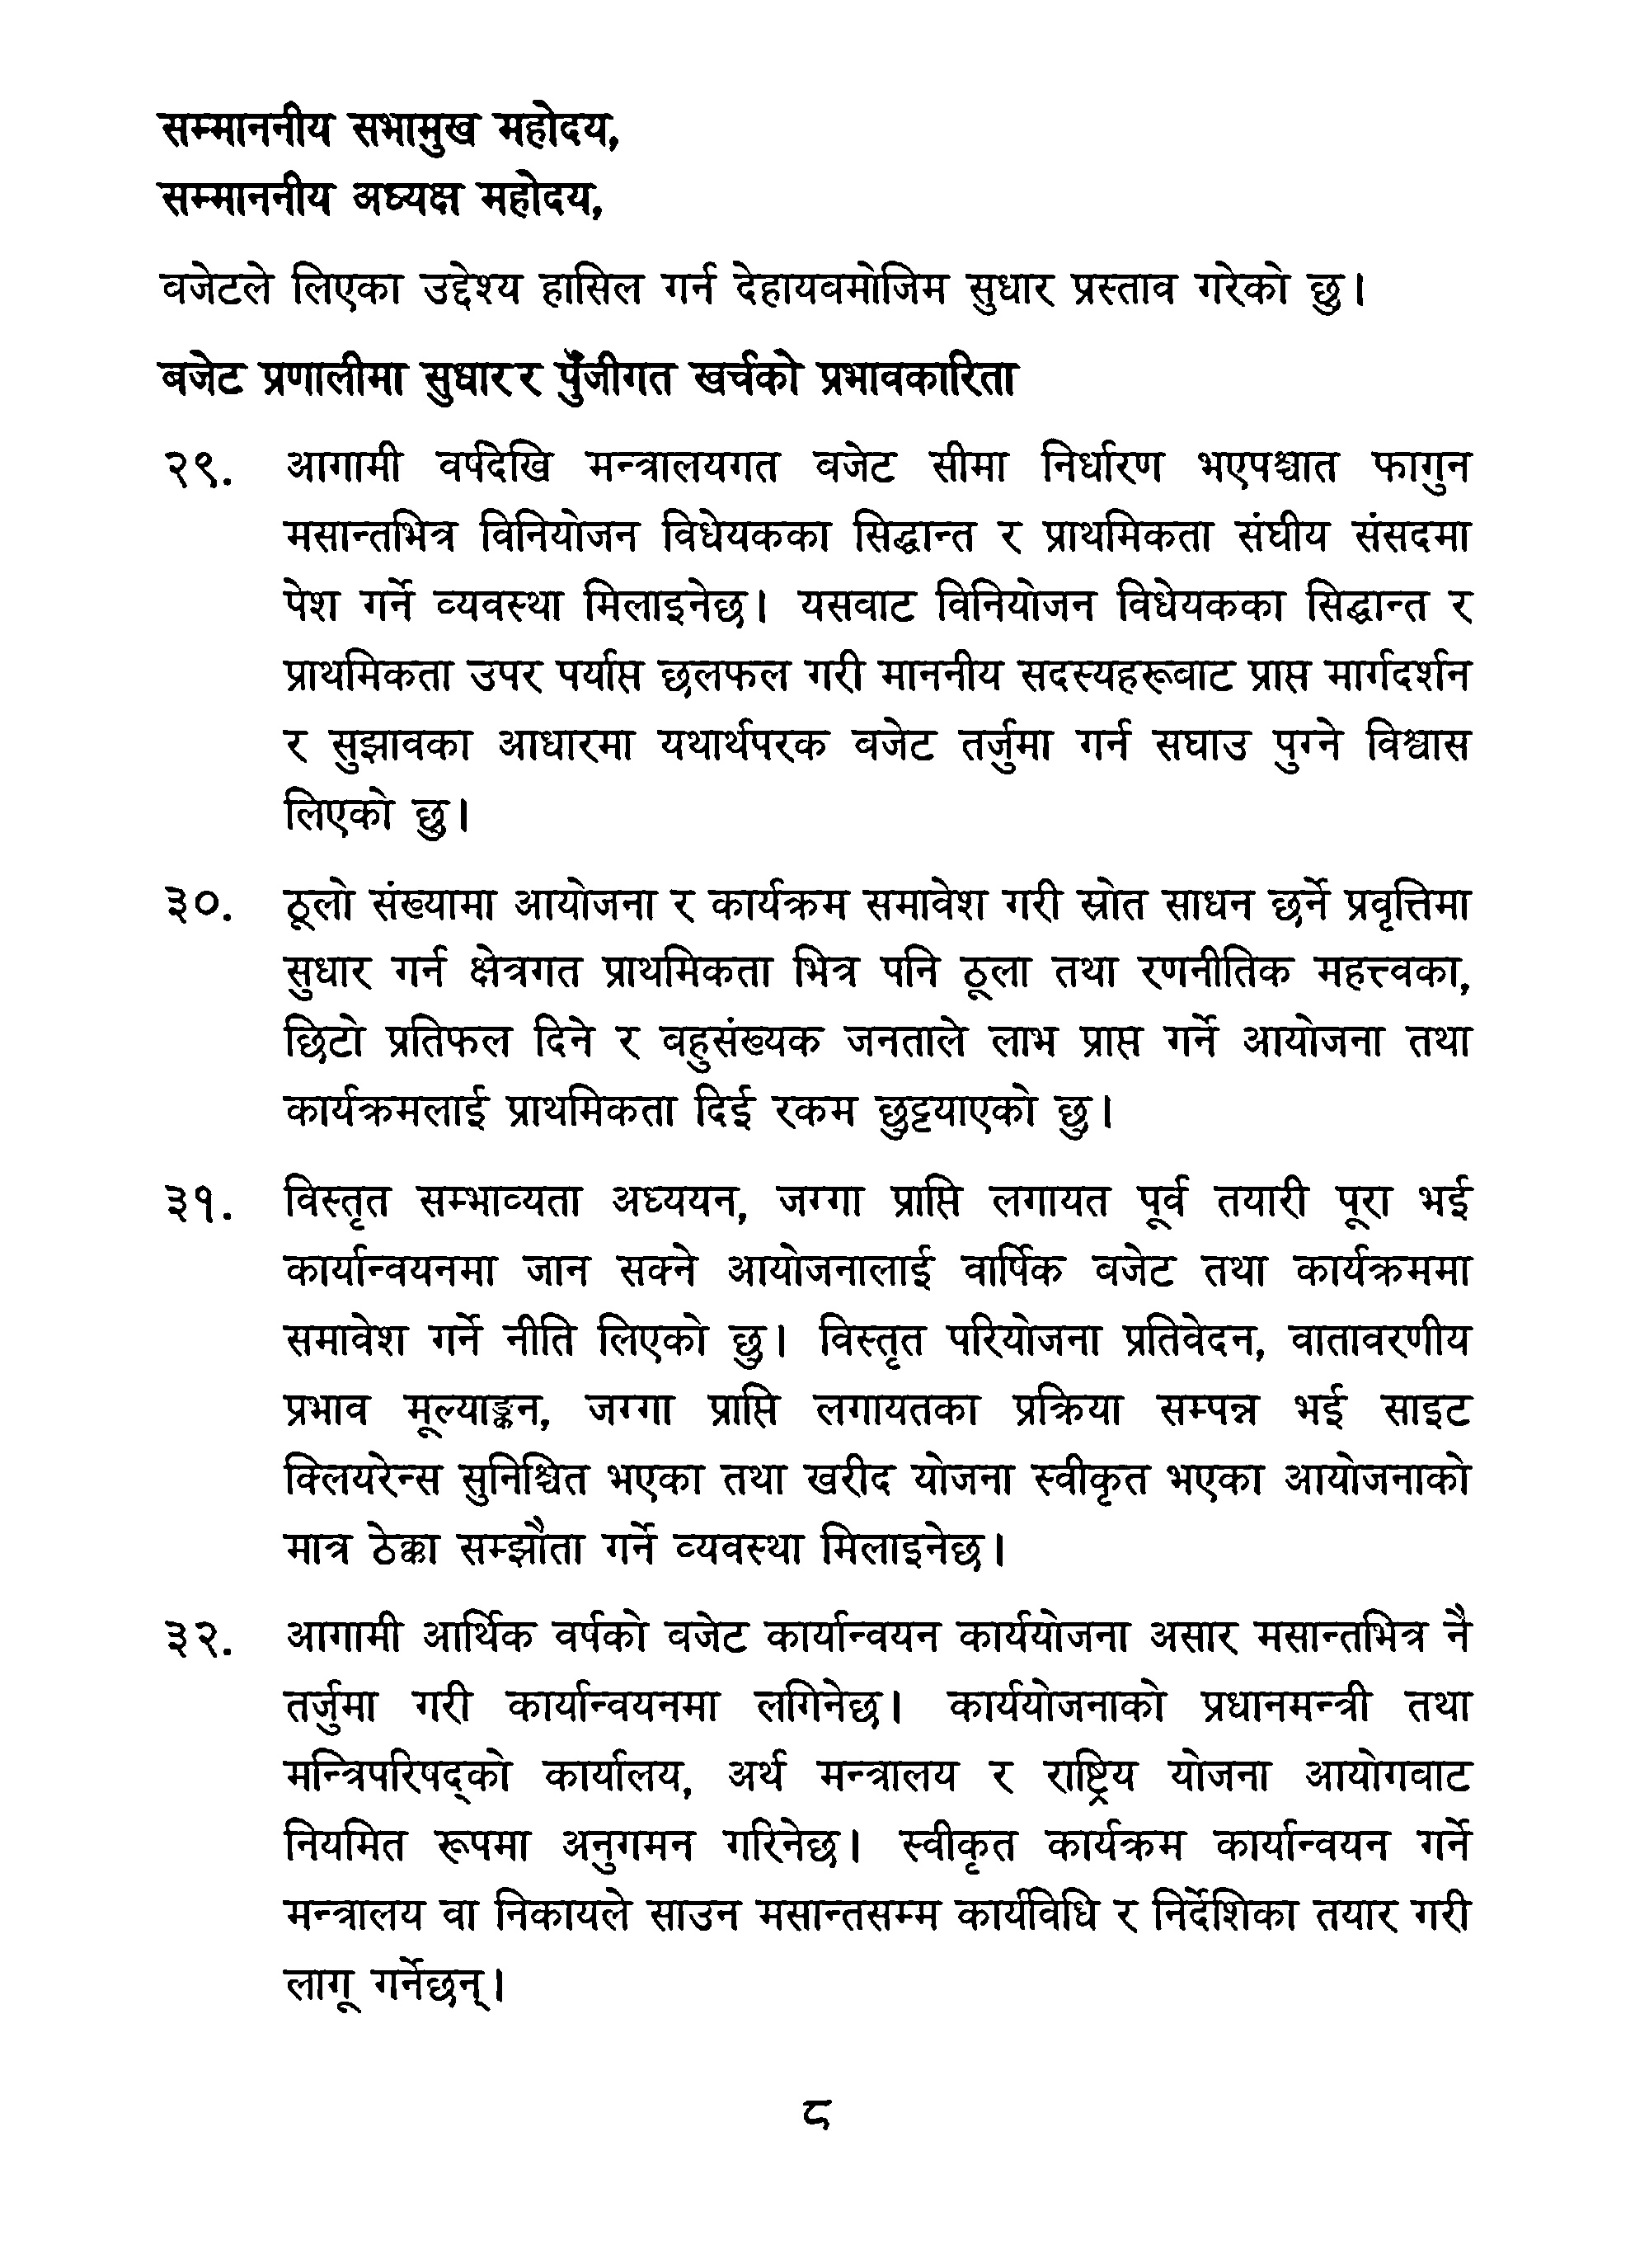 सम्माननीय सभामुख महोदय,
सम्माननीय अध्यक्ष महोदय,
बजेटले लिएका उद्देश्य हासिल गर्न देहायबमोजिम सुधार प्रस्ताव गरेको छु।
बजेट प्रणालीमा सुधार र पुँजीगत खर्चको प्रभावकारिता
२९. आगामी वर्षदेखि मन्त्रालयगत बजेट सीमा निर्धारण भएपश्चात फागुन
मसान्तभित्र विनियोजन विधेयकका सिद्धान्त र प्राथमिकता संघीय संसदमा
पेश गर्ने व्यवस्था मिलाइनेछ। यसबाट विनियोजन विधेयकका सिद्धान्त र
प्राथमिकता उपर पर्याप्त छलफल गरी माननीय सदस्यहरूबाट प्राप्त मार्गदर्शन
र सुझावका आधारमा यथार्थपरक बजेट तर्जुमा गर्न सघाउ पुग्ने विश्वास
लिएको छु।
३०. ठूलो संख्यामा आयोजना र कार्यक्रम समावेश गरी स्रोत साधन छर्ने प्रवृत्तिमा
सुधार गर्न क्षेत्रगत प्राथमिकता भित्र पनि ठूला तथा रणनीतिक महत्त्वका,
छिटो प्रतिफल दिने र बहुसंख्यक जनताले लाभ प्राप्त गर्ने आयोजना तथा
कार्यक्रमलाई प्राथमिकता दिई रकम छुट्टयाएको छु।
३१. विस्तृत सम्भाव्यता अध्ययन, जग्गा प्राप्ति लगायत पूर्व तयारी पूरा भई
कार्यान्वयनमा जान सक्ने आयोजनालाई वार्षिक बजेट तथा कार्यक्रममा
समावेश गर्ने नीति लिएको छु। विस्तृत परियोजना प्रतिवेदन, वातावरणीय
प्रभाव मूल्याङ्कन, जग्गा प्राप्ति लगायतका प्रक्रिया सम्पन्न भई साइट
क्लियरेन्स सुनिश्चित भएका तथा खरीद योजना स्वीकृत भएका आयोजनाको
मात्र ठेक्का सम्झौता गर्ने व्यवस्था मिलाइनेछ।
३२. आगामी आर्थिक वर्षको बजेट कार्यान्वयन कार्ययोजना असार मसान्तभित्र नै
तर्जुमा गरी कार्यान्वयनमा लगिनेछ। कार्ययोजनाको प्रधानमन्त्री तथा
मन्त्रिपरिषद्को कार्यालय, अर्थ मन्त्रालय र राष्ट्रिय योजना आयोगबाट
नियमित रूपमा अनुगमन गरिनेछ। स्वीकृत कार्यक्रम कार्यान्वयन गर्ने
मन्त्रालय वा निकायले साउन मसान्तसम्म कार्यविधि र निर्देशिका तयार गरी
लागू गर्नेछन्।
८